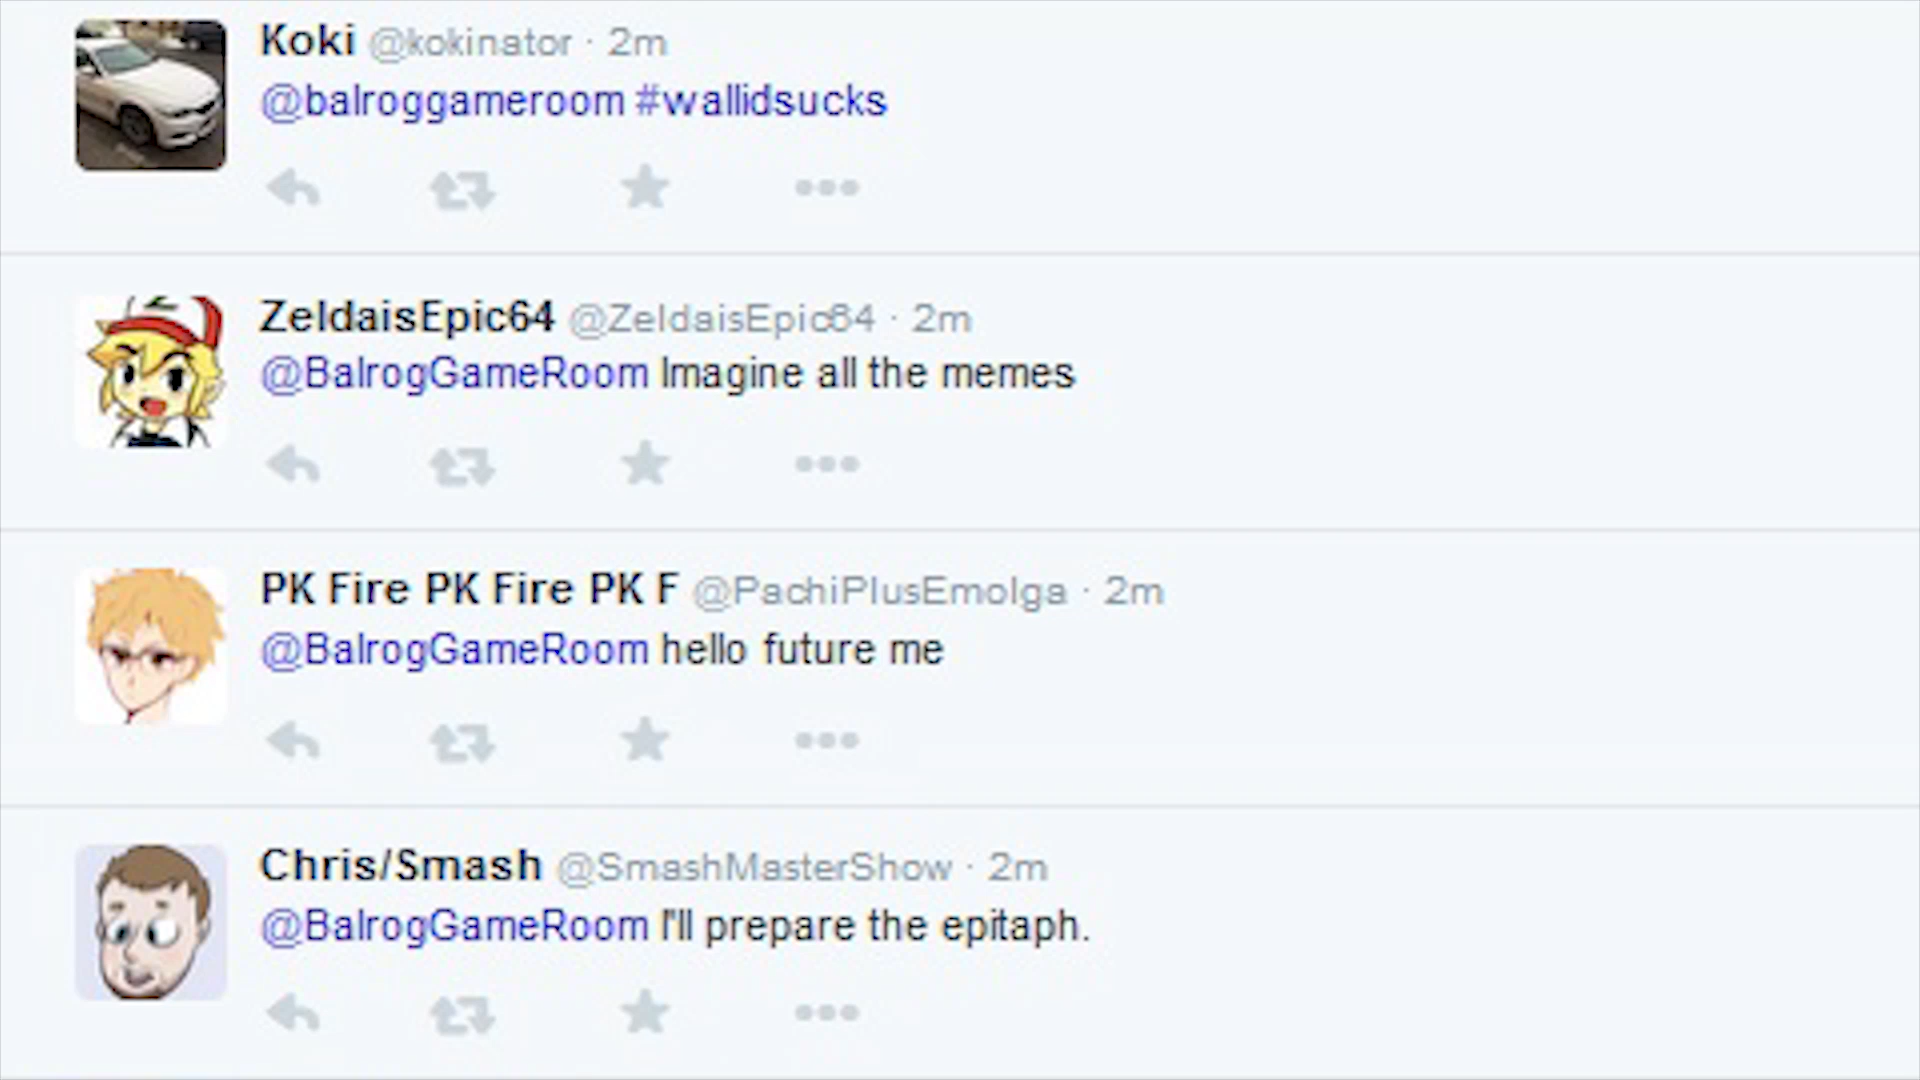 Koki @kokinator · 2m
@balroggameroom #wallidsucks
ZeldaisEpic64 @ZeldaisEpic64 · 2m
@BalrogGameRoom Imagine all the memes
PK Fire PK Fire PK F @PachiPlusEmolga · 2m
@BalrogGameRoom hello future me
Chris/Smash @SmashMasterShow · 2m
@BalrogGameRoom I'll prepare the epitaph.